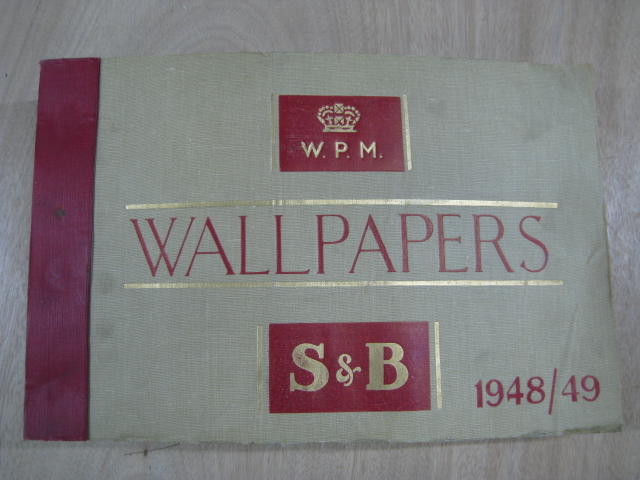 W. P. M.
WALLPAPERS
S & B
1948/49